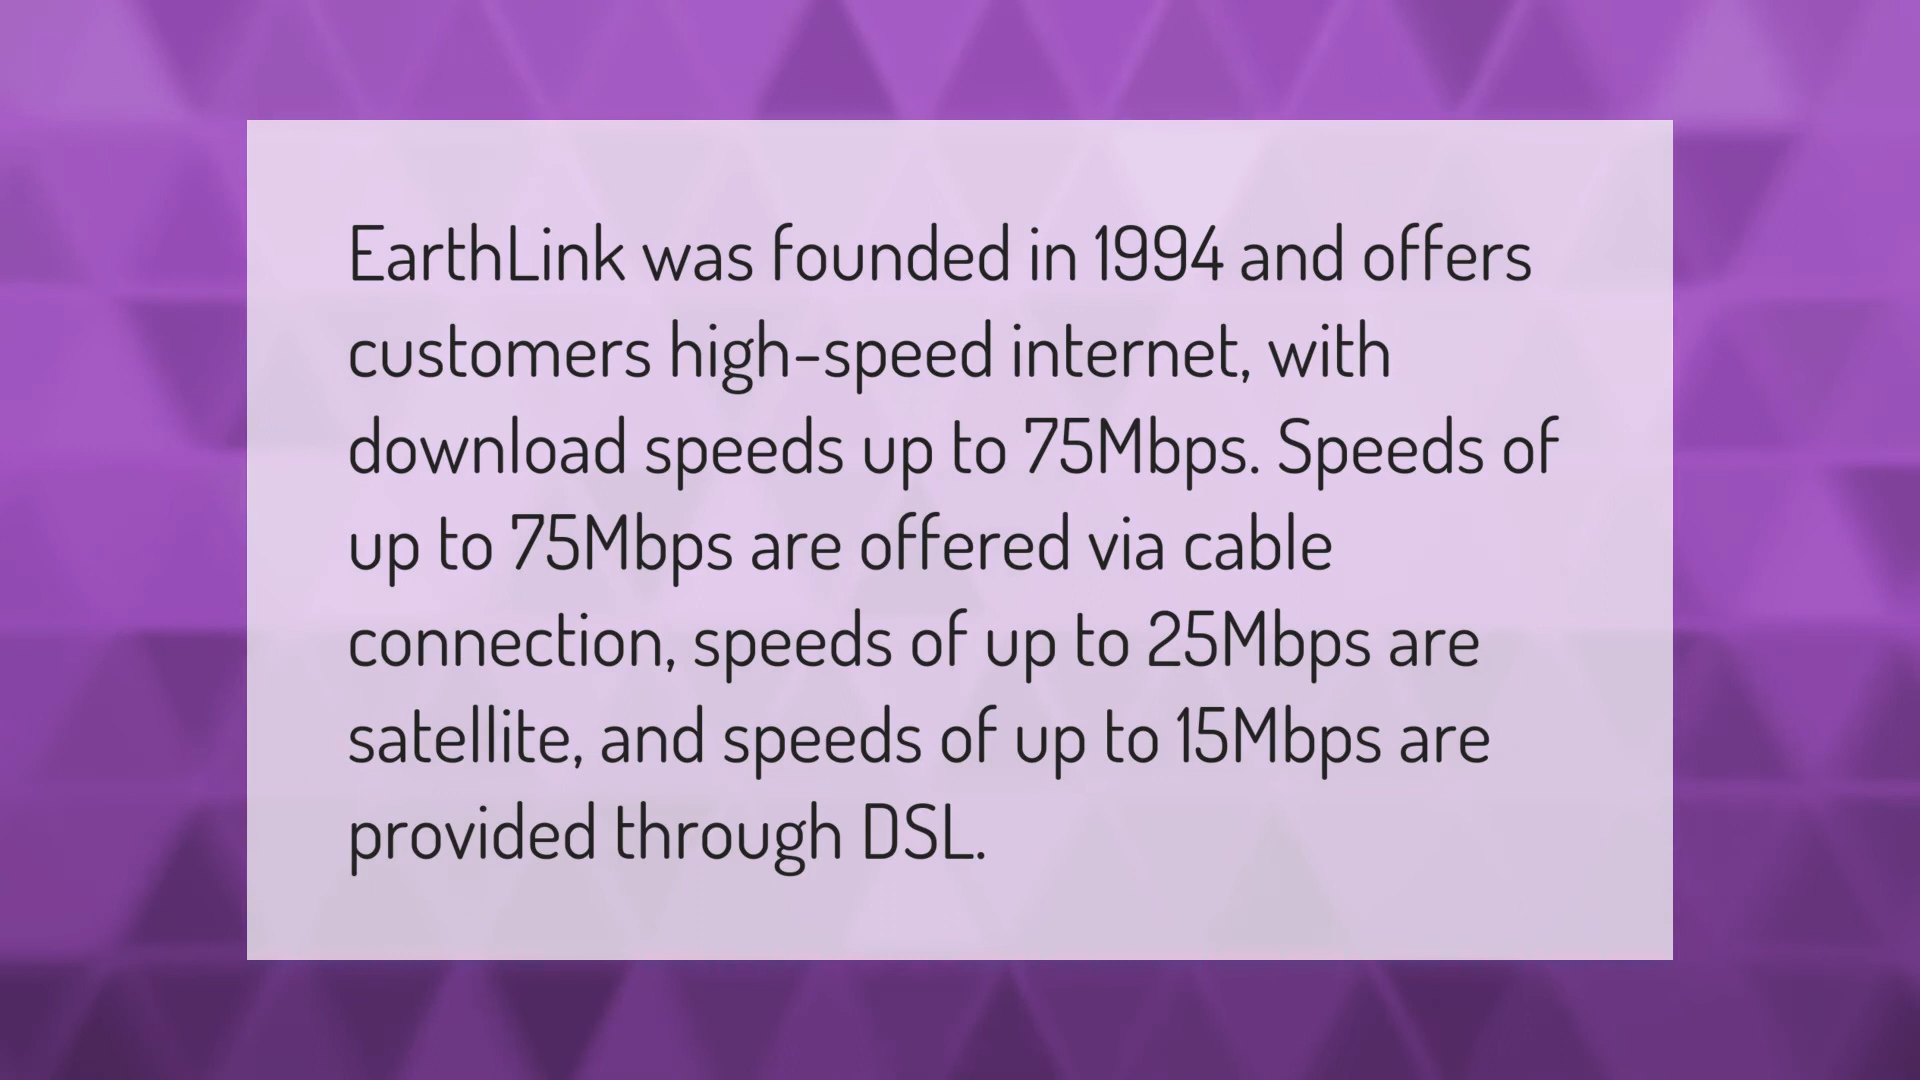 EarthLink was founded in 1994 and offers
customers high-speed internet, with
download speeds up to 75Mbps. Speeds of
up to 75Mbps are offered via cable
connection, speeds of up to 25Mbps are
satellite, and speeds of up to 15Mbps are
provided through DSL.